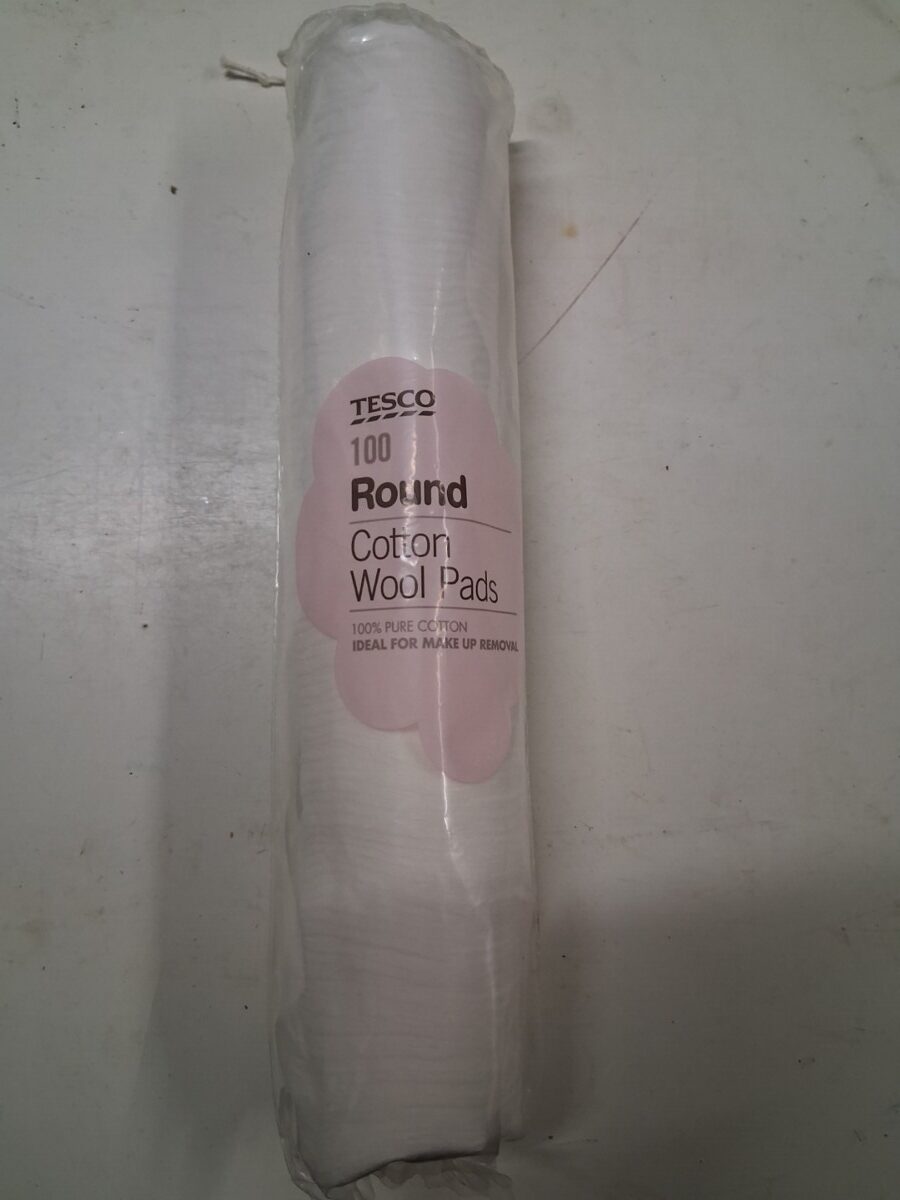 TESCO
100
Round
Cotton
Wool Pads
100% PURE COTTON
IDEAL FOR MAKE UP REMOVAL